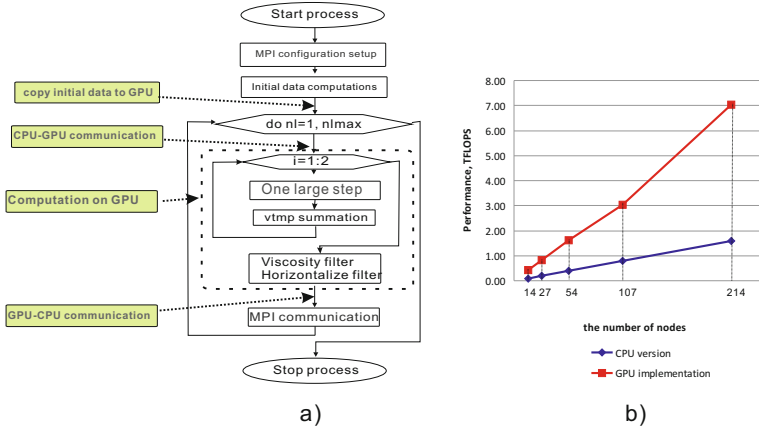 Start process
MPI configuration setup
Initial data computations
copy initial data to GPU
do nl=1, nlmax
CPU-GPU communication
i=1:2
One large step
Computation on GPU
vtmp summation
Viscosity filter
Horizontalize filter
GPU-CPU communication
MPI communication
Stop process
a)
8.00
7.00
6.00
5.00
4.00
3.00
2.00
1.00
0.00
Performance, TFLOPS
14 27 54 107 214
the number of nodes
CPU version
GPU implementation
b)